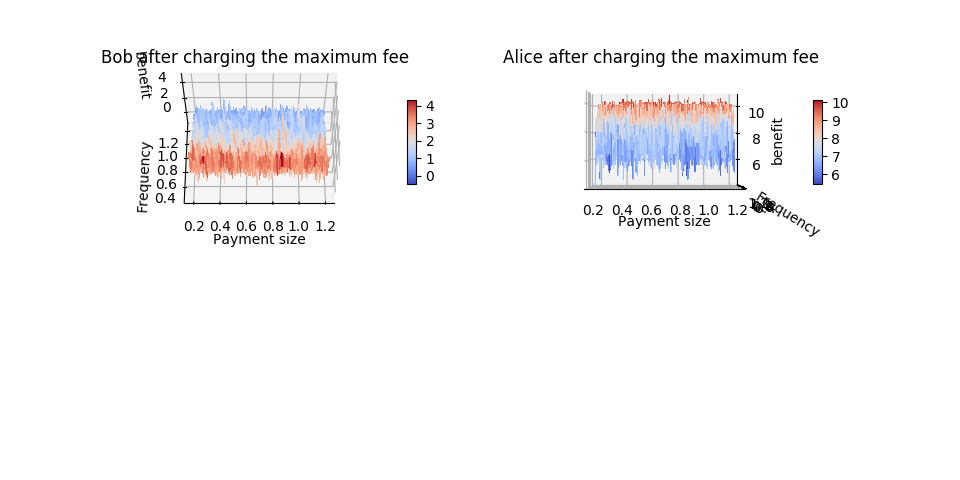 Bob after charging the maximum fee
benefit
4
2
0
1.2
1.0
0.8
0.6
0.4
Frequency
0.2 0.4 0.6 0.8 1.0 1.2
Payment size
4
3
2
1
0
Alice after charging the maximum fee
10
8
6
benefit
0.2 0.4 0.6 0.8 1.0 1.2
Payment size
Frequency
10
9
8
7
6